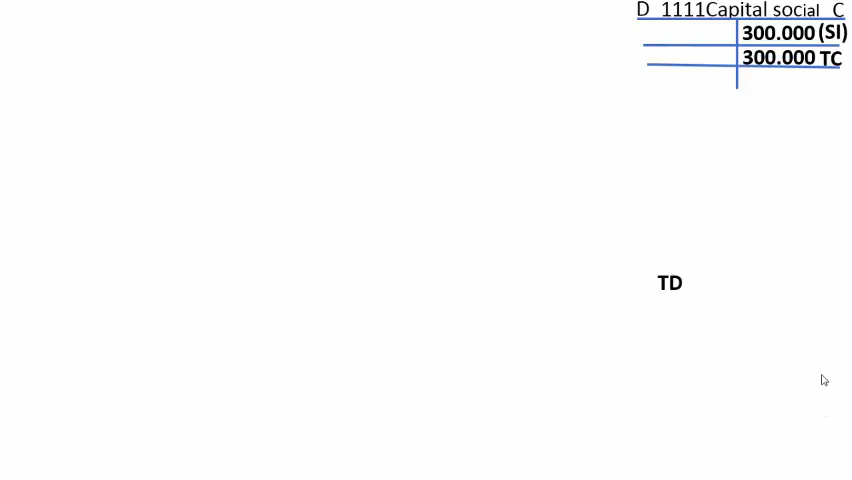 D 1111Capital social C
300.000 (SI)
300.000 TC
TD